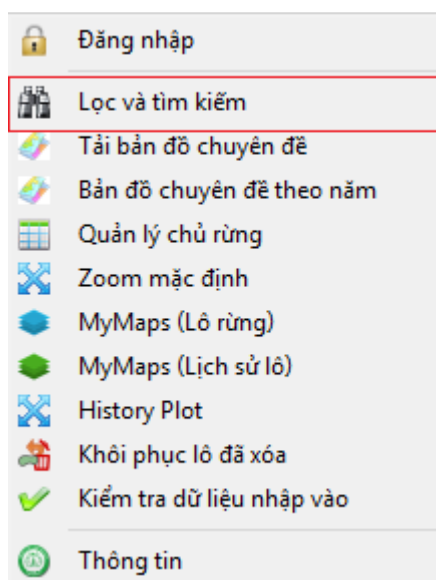 Đăng nhập
Lọc và tìm kiếm
Tải bản đồ chuyên đề
Bản đồ chuyên đề theo năm
Quản lý chủ rừng
Zoom mặc định
MyMaps (Lô rừng)
MyMaps (Lịch sử lô)
History Plot
Khôi phục lô đã xóa
Kiểm tra dữ liệu nhập vào
Thông tin